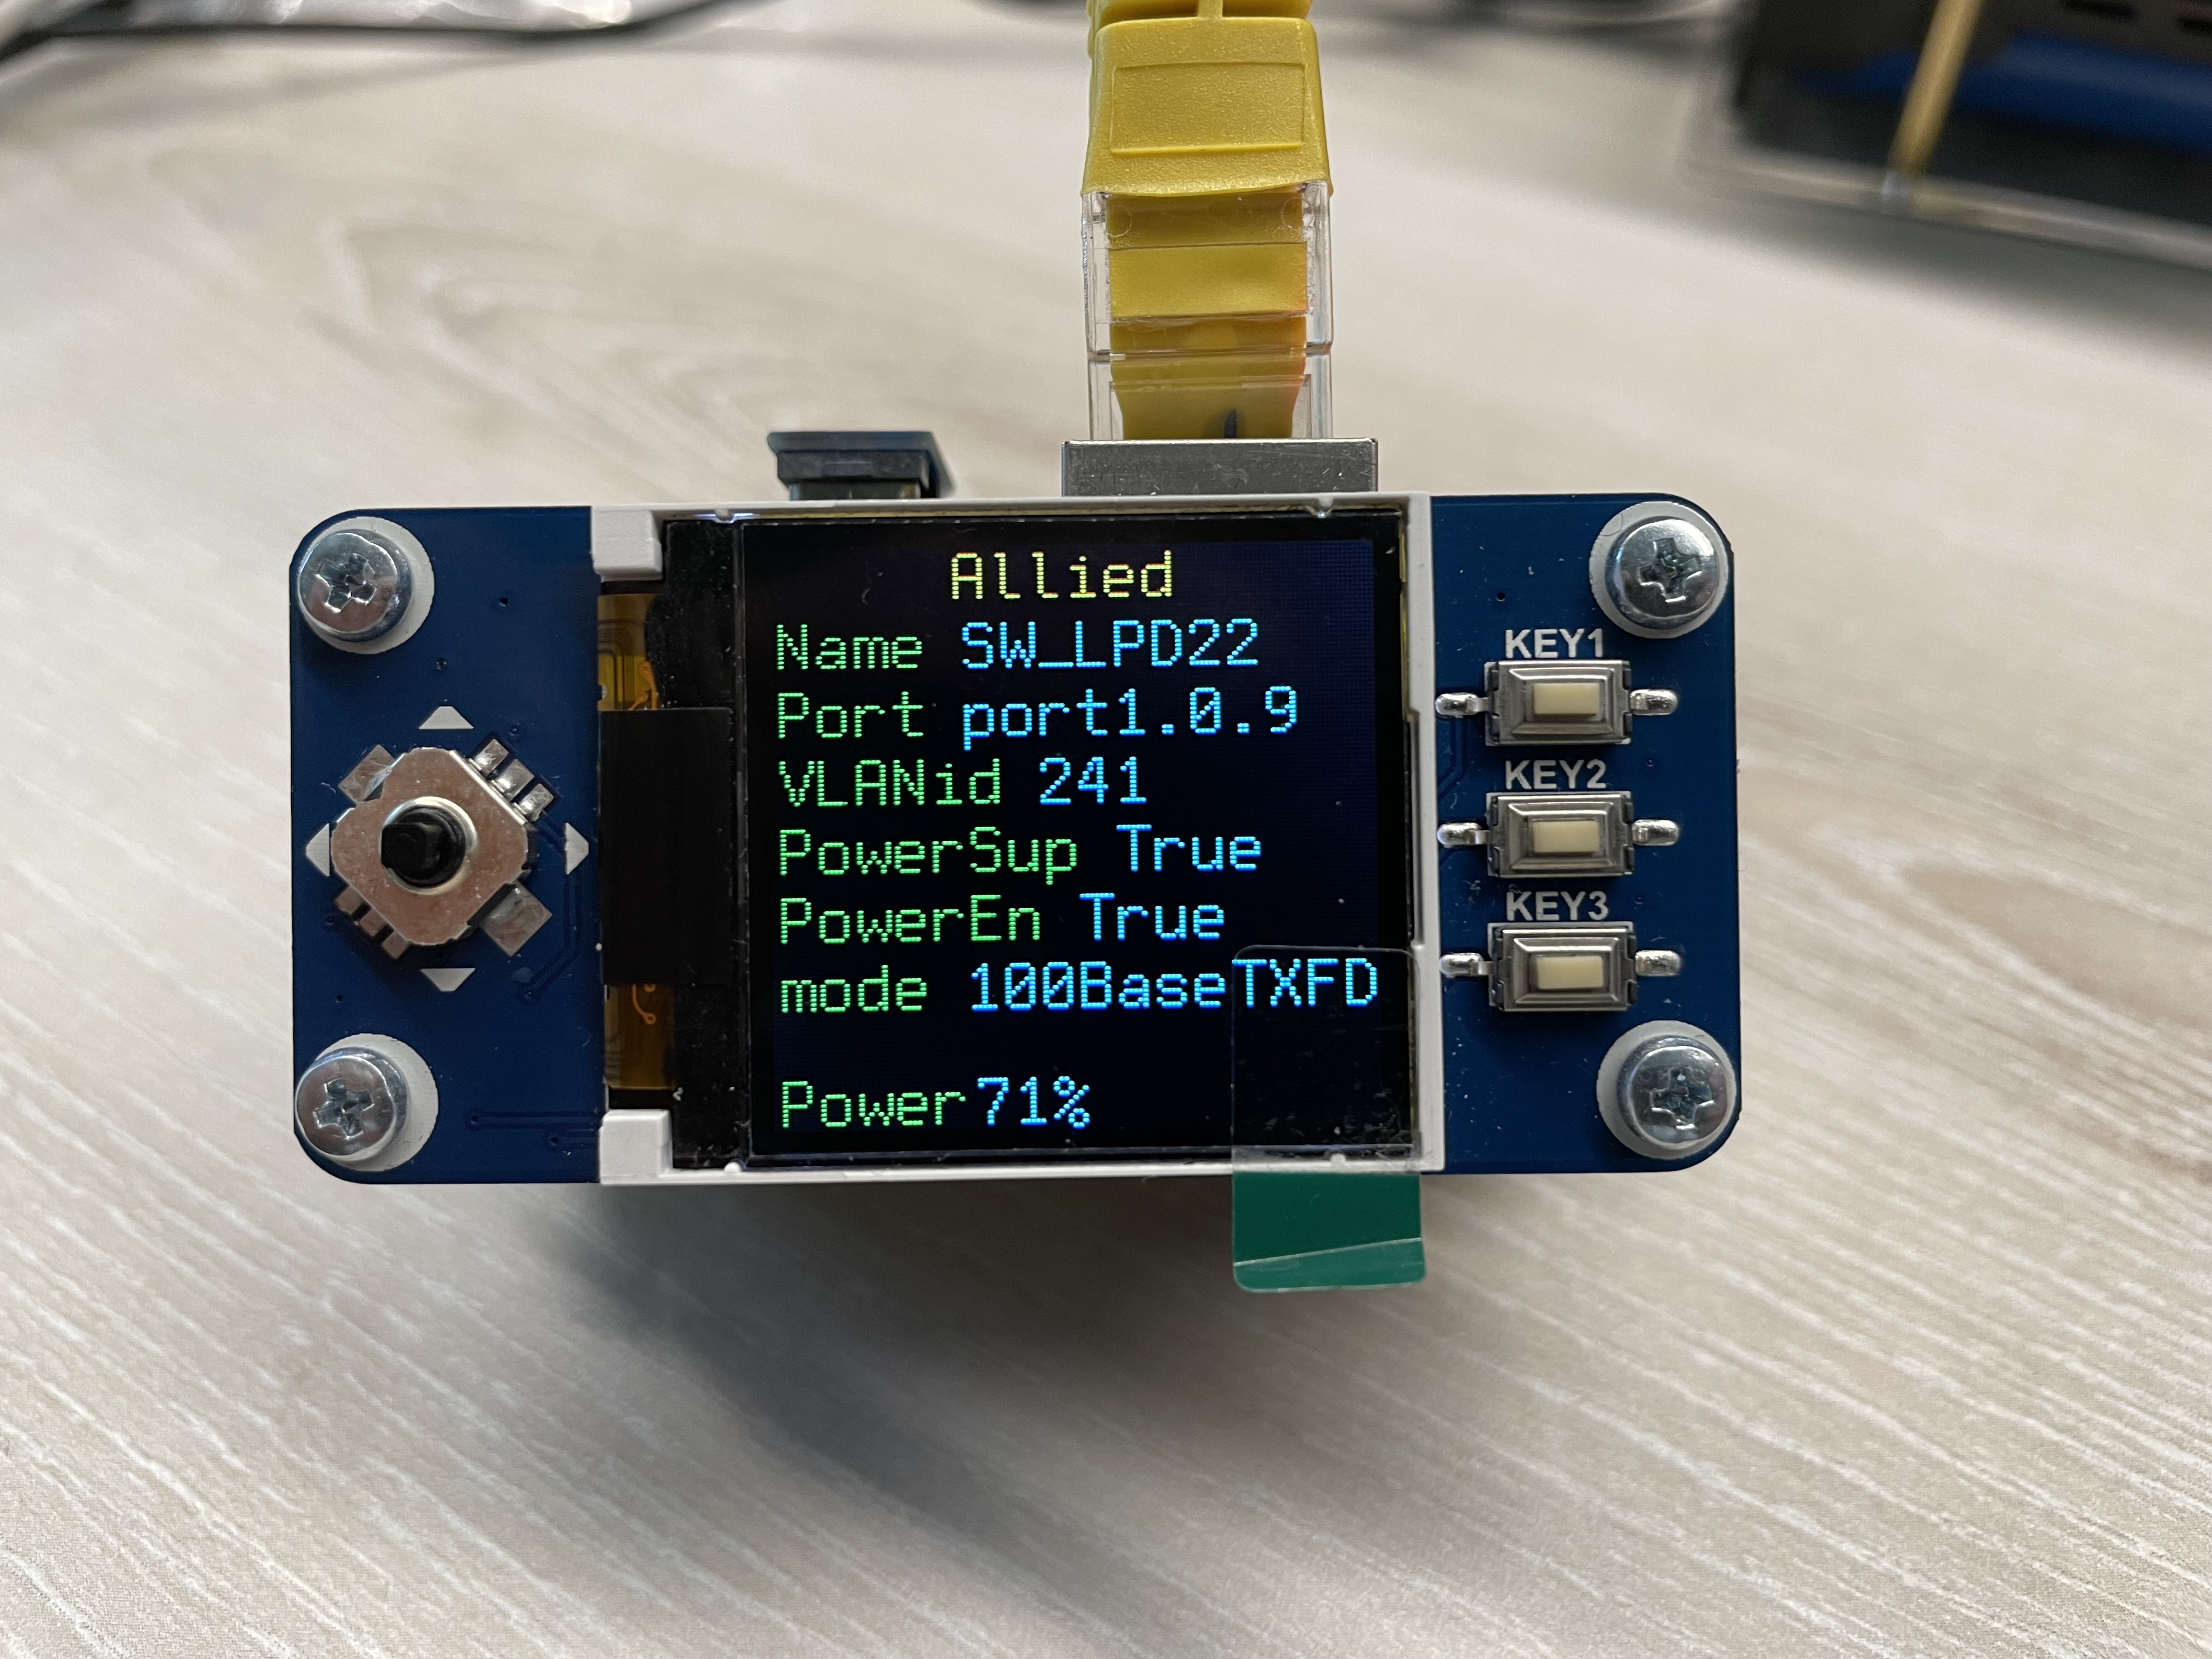 Allied
Name SW_LPD22
Port port1.0.9
VLANid 241
PowerSup True
PowerEn True
mode 100BaseTXFD
Power 71%
KEY1
KEY2
KEY3